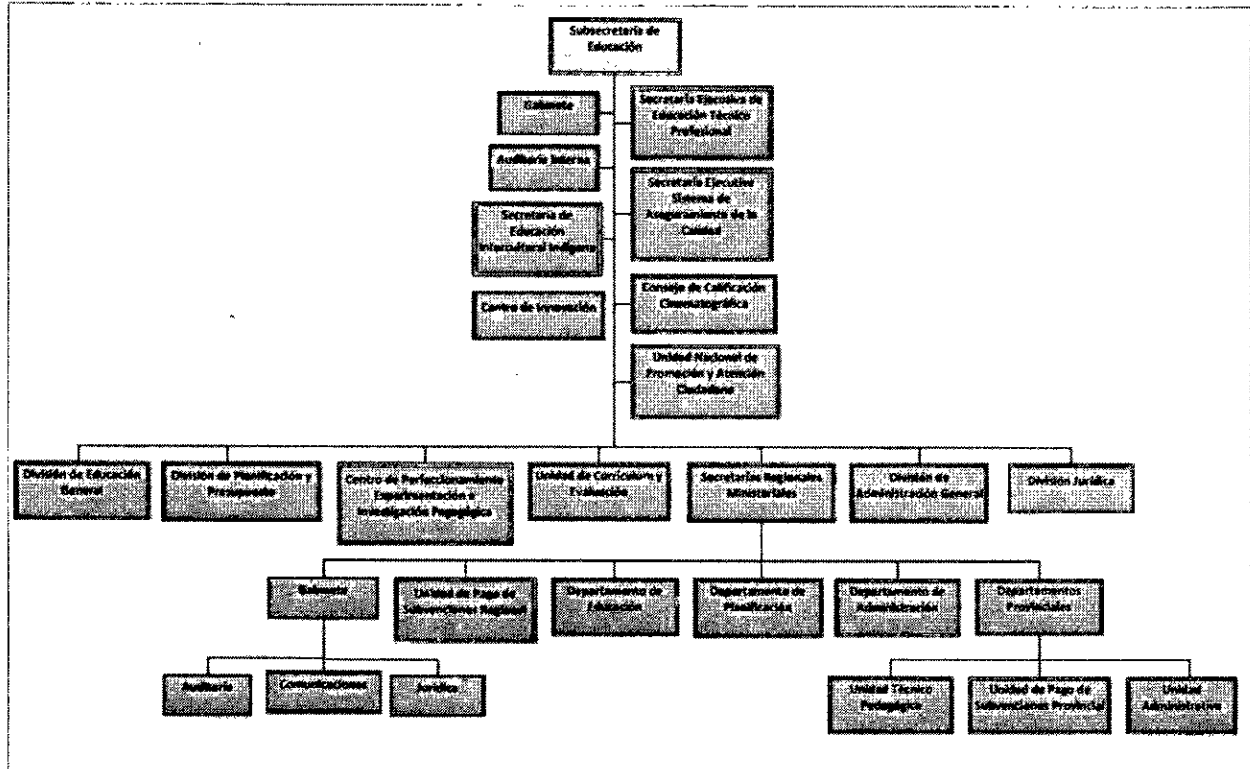 Subsecretaría de
Educación
Gabinete
Secretaría Ejecutiva de
Educación Técnico
Profesional
Auditoría Interna
Secretaría Ejecutiva
Sistema de
Aseguramiento de la
Calidad
Secretaría de
Educación
Intercultural Indígena
Centro de Innovación
Consejo de Calificación
Cinematográfica
Unidad Nacional de
Promoción y Atención
Ciudadana
División de Educación
General
División de Planificación y
Presupuesto
Centro de Perfeccionamiento
Experimentación e
Investigación Pegagógica
Unidad de Currículum y
Evaluación
Secretarías Regionales
Ministeriales
División de
Administración General
División Jurídica
Gabinete
Unidad de Pago de
Subvenciones Regional
Departamento de
Educación
Departamento de
Planificación
Departamento de
Administración
Departamentos
Provinciales
Auditoría
Comunicaciones
Jurídica
Unidad Técnico
Pedagógica
Unidad de Pago de
Subvenciones Provincial
Unidad
Administrativa